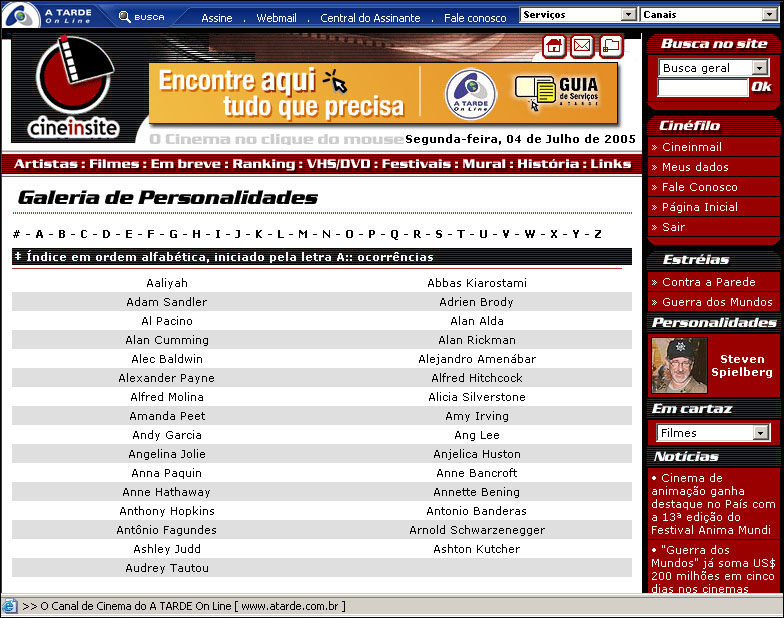 A TARDE
On Line
BUSCA
Assine . Webmail . Central do Assinante . Fale conosco
Serviços
Canais
cineinsite
Encontre aqui
tudo que precisa
A TARDE
On Line
GUIA
de Serviços
A TARDE
O Cinema no clique do mouse
Segunda-feira, 04 de Julho de 2005
Artistas : Filmes : Em breve : Ranking : VHS/DVD : Festivais : Mural : História : Links
Galeria de Personalidades
# - A - B - C - D - E - F - G - H - I - J - K - L - M - N - O - P - Q - R - S - T - U - V - W - X - Y - Z
‡ Índice em ordem alfabética, iniciado pela letra A:: ocorrências
Aaliyah Abbas Kiarostami
Adam Sandler Adrien Brody
Al Pacino Alan Alda
Alan Cumming Alan Rickman
Alec Baldwin Alejandro Amenábar
Alexander Payne Alfred Hitchcock
Alfred Molina Alicia Silverstone
Amanda Peet Amy Irving
Andy Garcia Ang Lee
Angelina Jolie Anjelica Huston
Anna Paquin Anne Bancroft
Anne Hathaway Annette Bening
Anthony Hopkins Antonio Banderas
Antônio Fagundes Arnold Schwarzenegger
Ashley Judd Ashton Kutcher
Audrey Tautou
Busca no site
Busca geral
Ok
Cinéfilo
» Cineinmail
» Meus dados
» Fale Conosco
» Página Inicial
» Sair
Estréias
» Contra a Parede
» Guerra dos Mundos
Personalidades
Steven
Spielberg
Em cartaz
Filmes
Notícias
• Cinema de
animação ganha
destaque no País com
a 13ª edição do
Festival Anima Mundi
• "Guerra dos
Mundos" já soma US$
200 milhões em cinco
dias nos cinemas
>> O Canal de Cinema do A TARDE On Line [ www.atarde.com.br ]